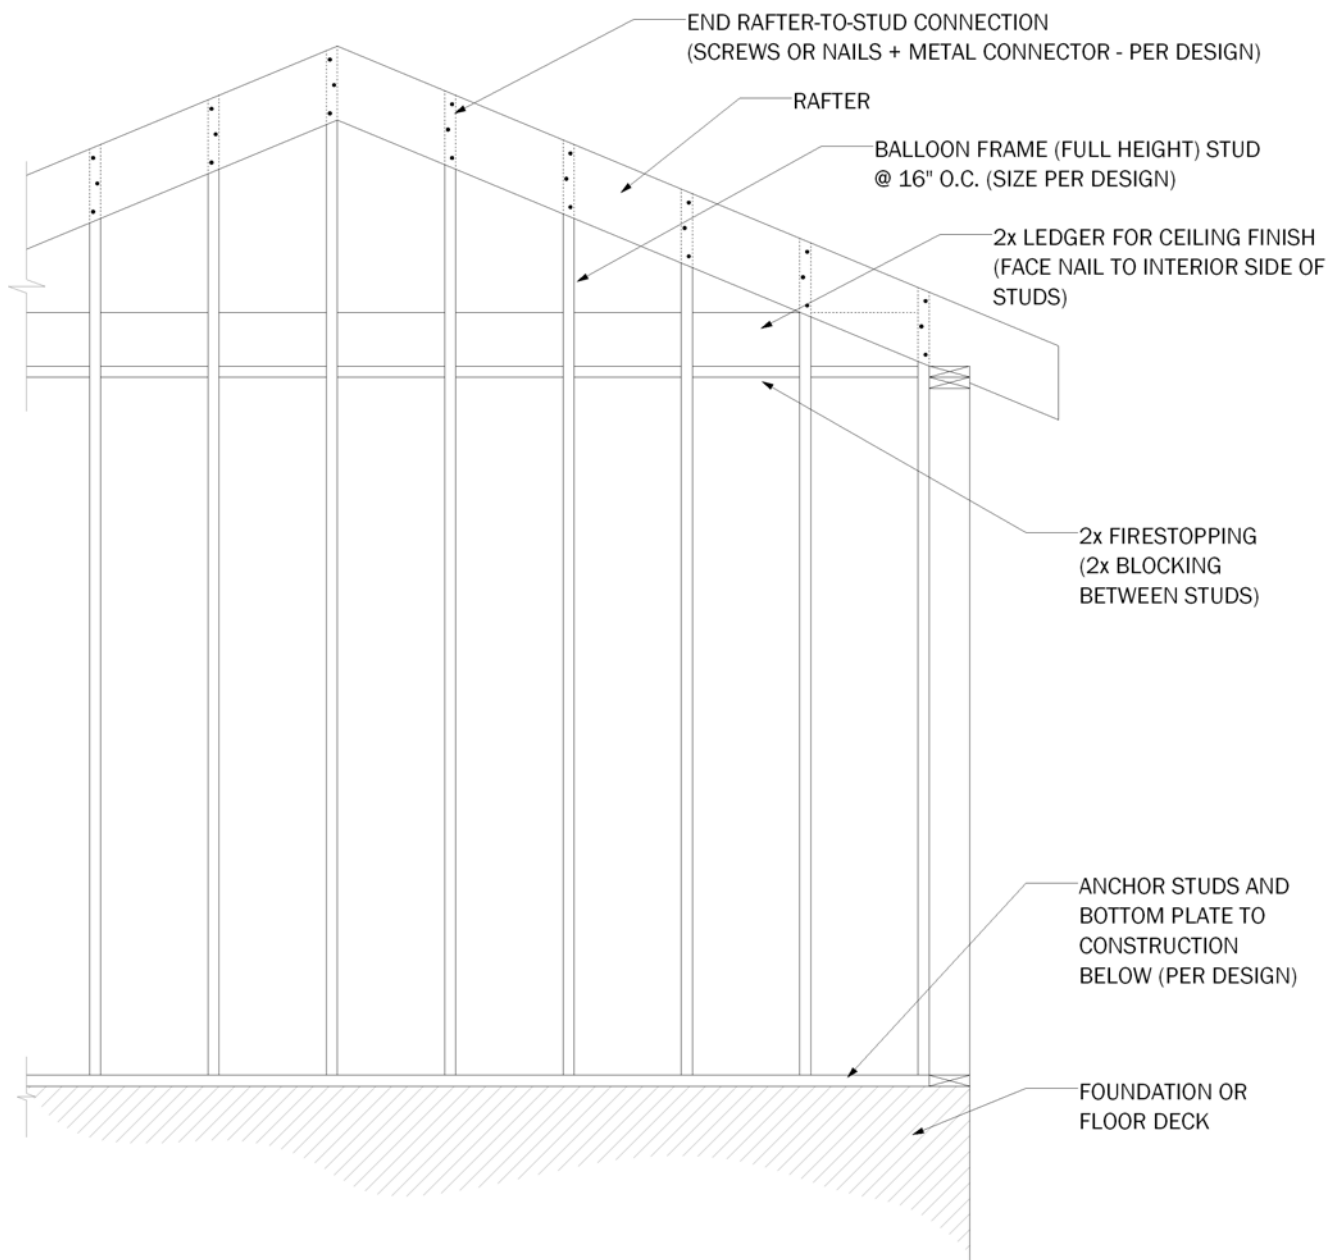 END RAFTER-TO-STUD CONNECTION
(SCREWS OR NAILS + METAL CONNECTOR - PER DESIGN)
RAFTER
BALLOON FRAME (FULL HEIGHT) STUD
@ 16" O.C. (SIZE PER DESIGN)
2x LEDGER FOR CEILING FINISH
(FACE NAIL TO INTERIOR SIDE OF
STUDS)
2x FIRESTOPPING
(2x BLOCKING
BETWEEN STUDS)
ANCHOR STUDS AND
BOTTOM PLATE TO
CONSTRUCTION
BELOW (PER DESIGN)
FOUNDATION OR
FLOOR DECK